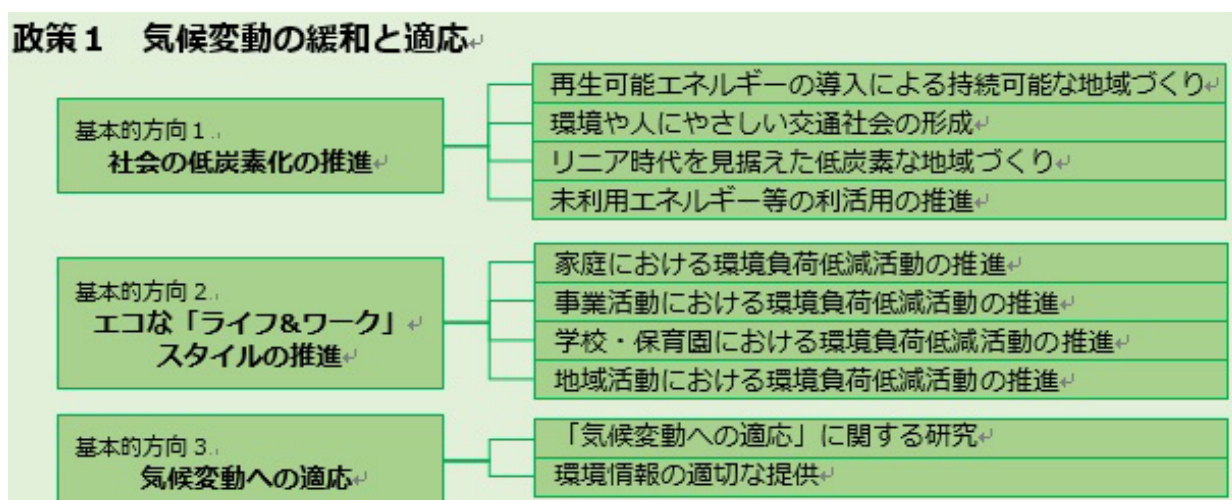 政策１　気候変動の緩和と適応
基本的方向１
社会の低炭素化の推進
再生可能エネルギーの導入による持続可能な地域づくり
環境や人にやさしい交通社会の形成
リニア時代を見据えた低炭素な地域づくり
未利用エネルギー等の利活用の推進
基本的方向２
エコな「ライフ&ワーク」
スタイルの推進
家庭における環境負荷低減活動の推進
事業活動における環境負荷低減活動の推進
学校・保育園における環境負荷低減活動の推進
地域活動における環境負荷低減活動の推進
基本的方向３
気候変動への適応
「気候変動への適応」に関する研究
環境情報の適切な提供